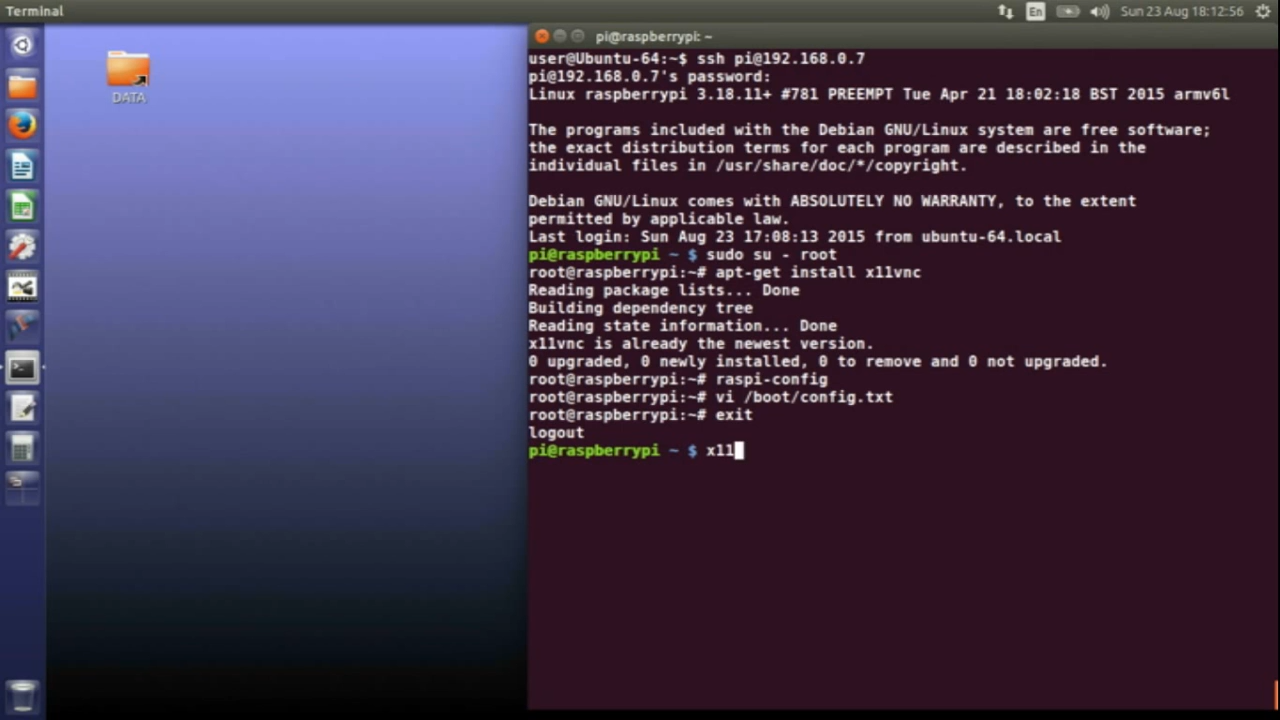 Terminal
En
Sun 23 Aug 18:12:56
DATA
pi@raspberrypi: ~
user@Ubuntu-64:~$ ssh pi@192.168.0.7
pi@192.168.0.7's password:
Linux raspberrypi 3.18.11+ #781 PREEMPT Tue Apr 21 18:02:18 BST 2015 armv6l
The programs included with the Debian GNU/Linux system are free software;
the exact distribution terms for each program are described in the
individual files in /usr/share/doc/*/copyright.
Debian GNU/Linux comes with ABSOLUTELY NO WARRANTY, to the extent
permitted by applicable law.
Last login: Sun Aug 23 17:08:13 2015 from ubuntu-64.local
pi@raspberrypi ~ $ sudo su - root
root@raspberrypi:~# apt-get install x11vnc
Reading package lists... Done
Building dependency tree
Reading state information... Done
x11vnc is already the newest version.
0 upgraded, 0 newly installed, 0 to remove and 0 not upgraded.
root@raspberrypi:~# raspi-config
root@raspberrypi:~# vi /boot/config.txt
root@raspberrypi:~# exit
logout
pi@raspberrypi ~ $ x11